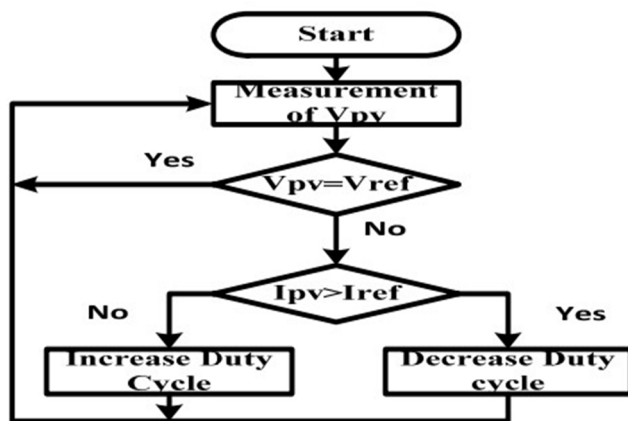 Start
Measurement
of Vpv
Yes
Vpv=Vref
No
Ipv>Iref
No
Yes
Increase Duty
Cycle
Decrease Duty
cycle